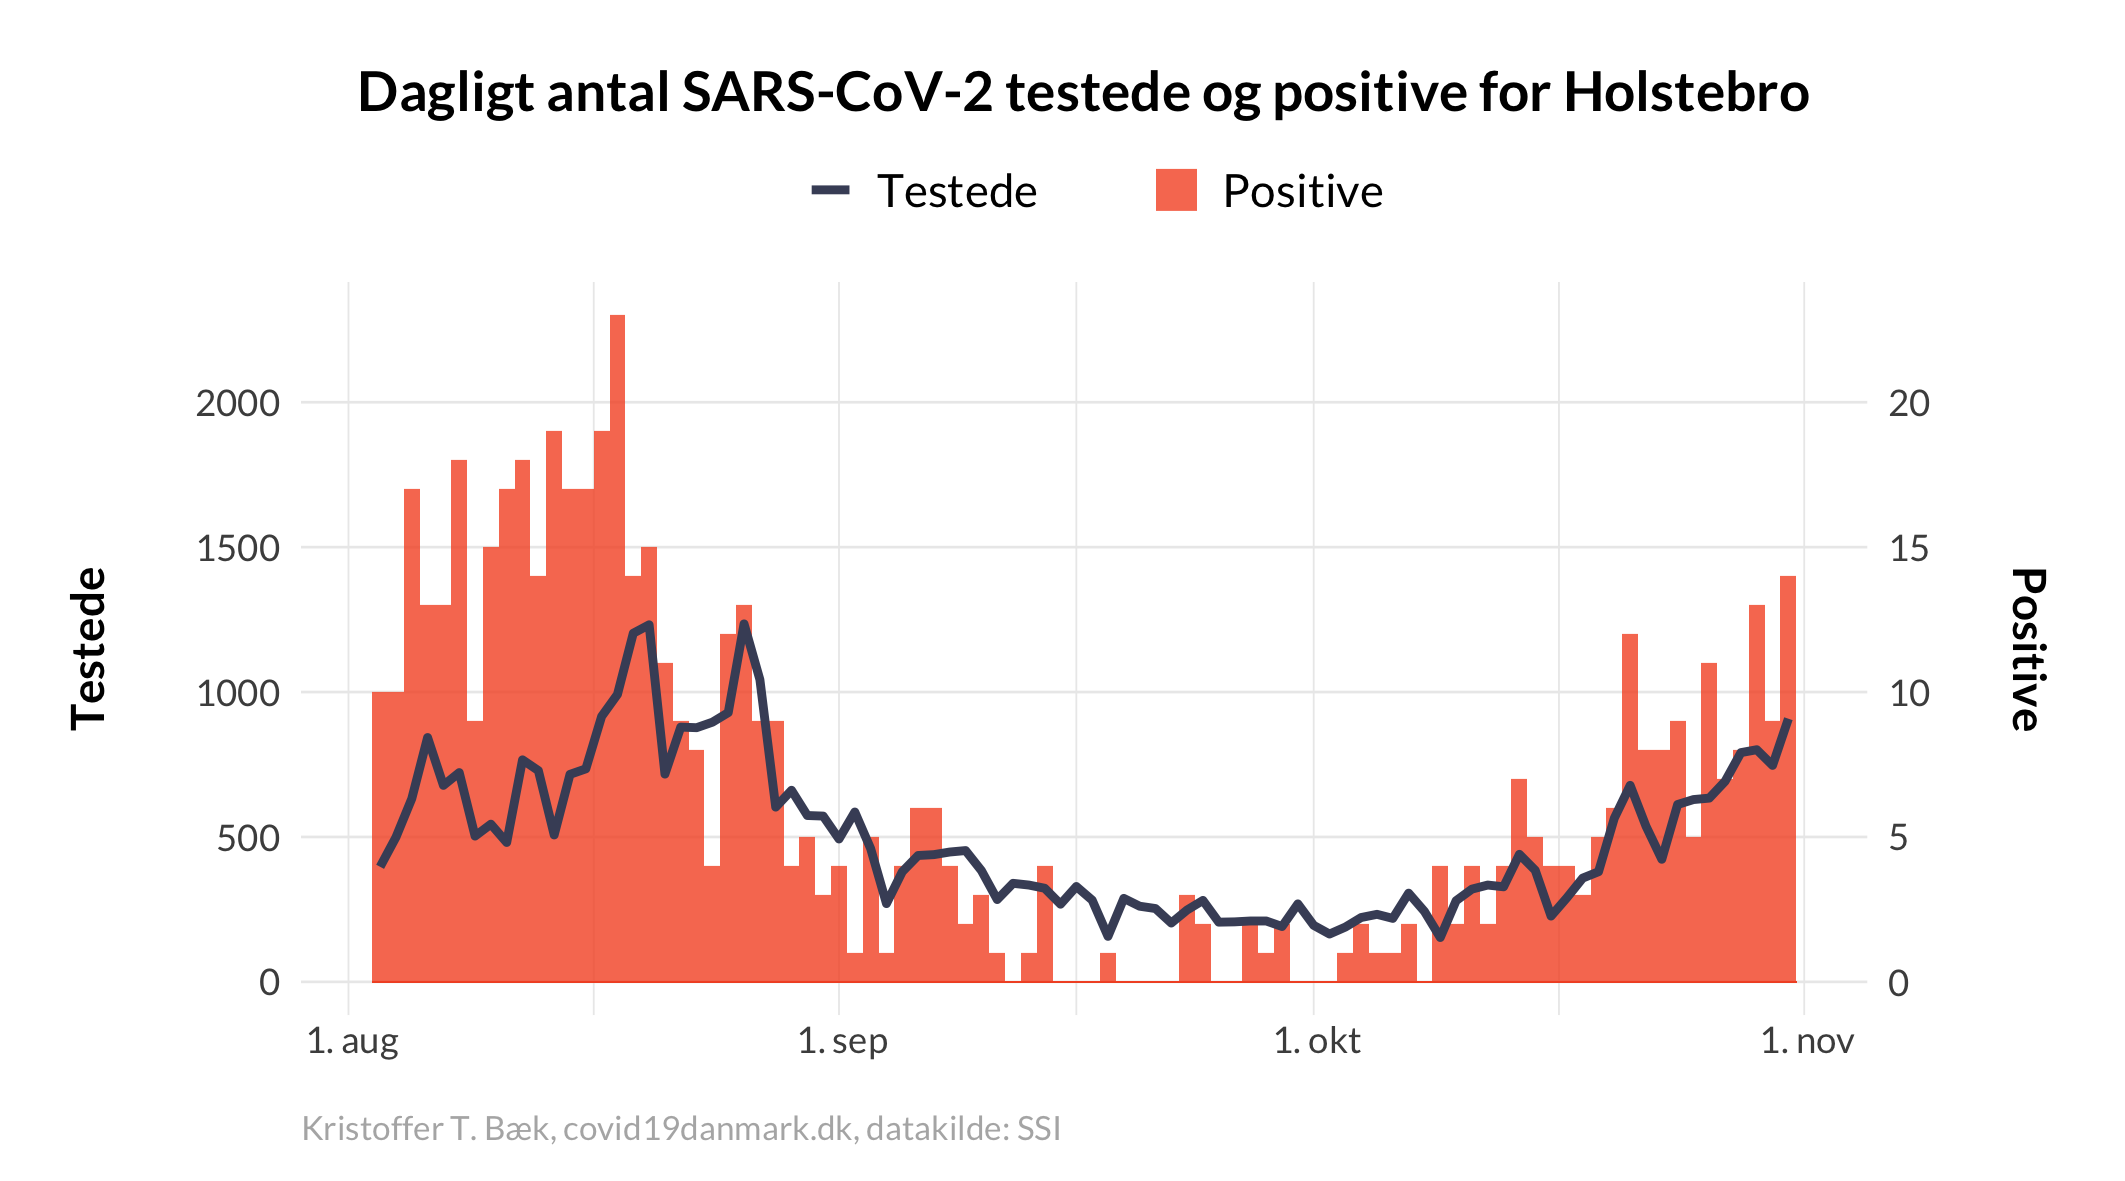 Dagligt antal SARS-CoV-2 testede og positive for Holstebro
Testede
Positive
2000
1500
1000
500
0
Testede
20
15
10
5
0
Positive
1. aug
1. sep
1. okt
1. nov
Kristoffer T. Bæk, covid19danmark.dk, datakilde: SSI